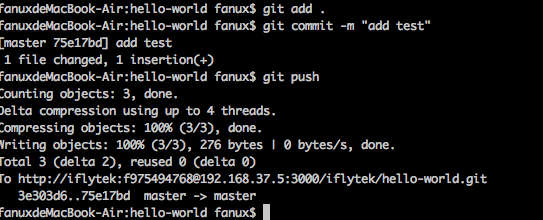 fanuxdeMacBook-Air:hello-world fanux$ git add .
fanuxdeMacBook-Air:hello-world fanux$ git commit -m "add test"
[master 75e17bd] add test
 1 file changed, 1 insertion(+)
fanuxdeMacBook-Air:hello-world fanux$ git push
Counting objects: 3, done.
Delta compression using up to 4 threads.
Compressing objects: 100% (3/3), done.
Writing objects: 100% (3/3), 276 bytes | 0 bytes/s, done.
Total 3 (delta 2), reused 0 (delta 0)
To http://iflytek:f975494768@192.168.37.5:3000/iflytek/hello-world.git
   3e303d6..75e17bd  master -> master
fanuxdeMacBook-Air:hello-world fanux$